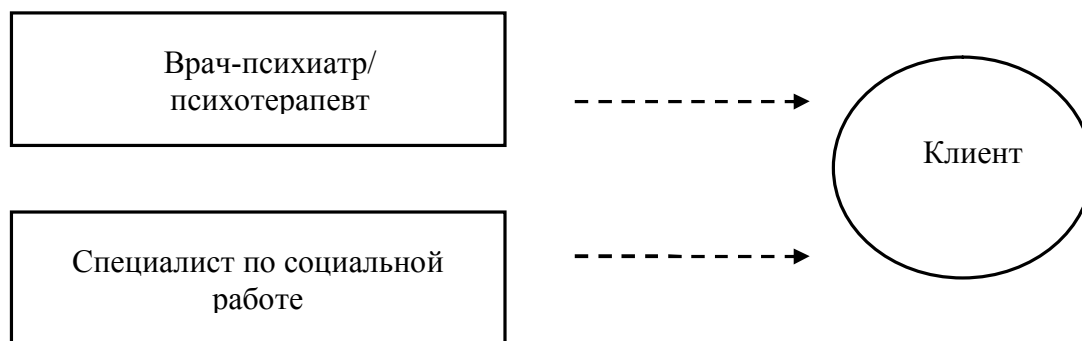 Врач-психиатр/
психотерапевт
Клиент
Специалист по социальной
работе